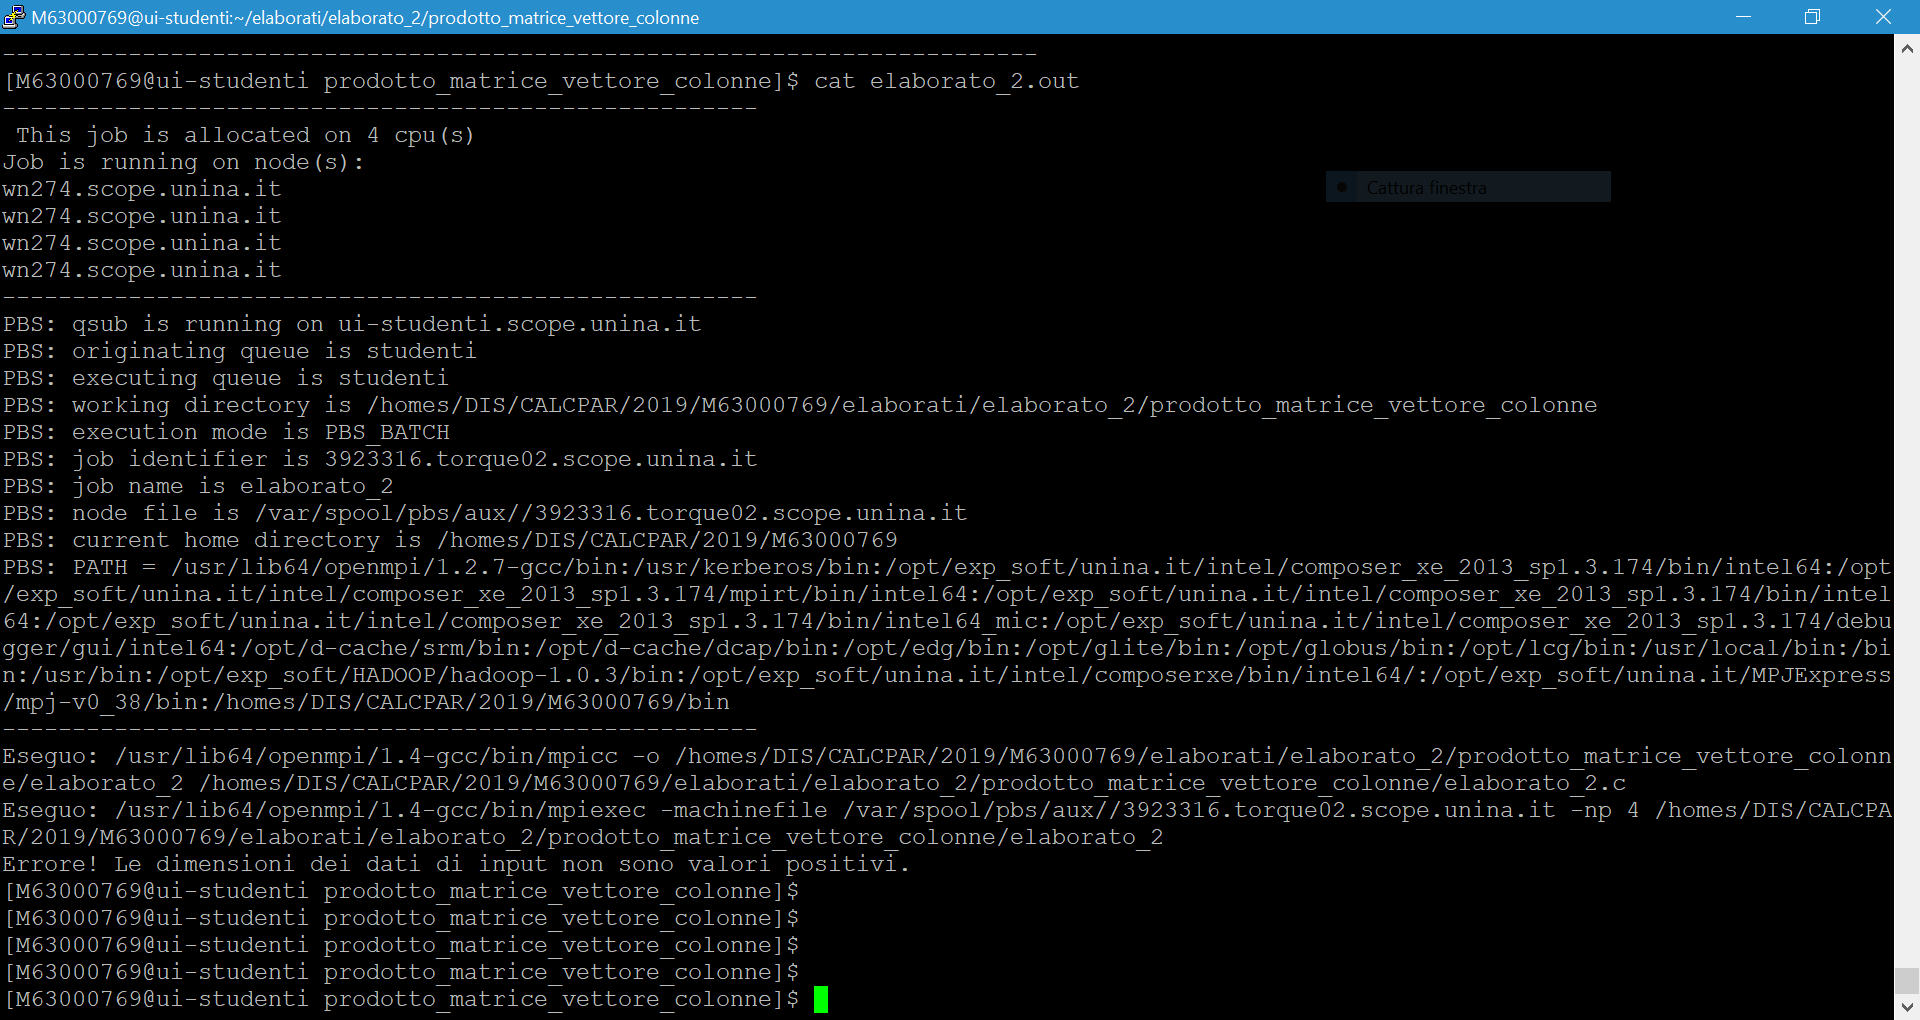 M63000769@ui-studenti:~/elaborati/elaborato_2/prodotto_matrice_vettore_colonne
--------------------------------------------------------------------------
[M63000769@ui-studenti prodotto_matrice_vettore_colonne]$ cat elaborato_2.out
------------------------------------------------------
 This job is allocated on 4 cpu(s)
Job is running on node(s):
Cattura finestra
wn274.scope.unina.it
wn274.scope.unina.it
wn274.scope.unina.it
wn274.scope.unina.it
------------------------------------------------------
PBS: qsub is running on ui-studenti.scope.unina.it
PBS: originating queue is studenti
PBS: executing queue is studenti
PBS: working directory is /homes/DIS/CALCPAR/2019/M63000769/elaborati/elaborato_2/prodotto_matrice_vettore_colonne
PBS: execution mode is PBS_BATCH
PBS: job identifier is 3923316.torque02.scope.unina.it
PBS: job name is elaborato_2
PBS: node file is /var/spool/pbs/aux//3923316.torque02.scope.unina.it
PBS: current home directory is /homes/DIS/CALCPAR/2019/M63000769
PBS: PATH = /usr/lib64/openmpi/1.2.7-gcc/bin:/usr/kerberos/bin:/opt/exp_soft/unina.it/intel/composer_xe_2013_sp1.3.174/bin/intel64:/opt
/exp_soft/unina.it/intel/composer_xe_2013_sp1.3.174/mpirt/bin/intel64:/opt/exp_soft/unina.it/intel/composer_xe_2013_sp1.3.174/bin/intel
64:/opt/exp_soft/unina.it/intel/composer_xe_2013_sp1.3.174/bin/intel64_mic:/opt/exp_soft/unina.it/intel/composer_xe_2013_sp1.3.174/debu
gger/gui/intel64:/opt/d-cache/srm/bin:/opt/d-cache/dcap/bin:/opt/edg/bin:/opt/glite/bin:/opt/globus/bin:/opt/lcg/bin:/usr/local/bin:/bi
n:/usr/bin:/opt/exp_soft/HADOOP/hadoop-1.0.3/bin:/opt/exp_soft/unina.it/intel/composerxe/bin/intel64/:/opt/exp_soft/unina.it/MPJExpress
/mpj-v0_38/bin:/homes/DIS/CALCPAR/2019/M63000769/bin
------------------------------------------------------
Eseguo: /usr/lib64/openmpi/1.4-gcc/bin/mpicc -o /homes/DIS/CALCPAR/2019/M63000769/elaborati/elaborato_2/prodotto_matrice_vettore_colonn
e/elaborato_2 /homes/DIS/CALCPAR/2019/M63000769/elaborati/elaborato_2/prodotto_matrice_vettore_colonne/elaborato_2.c
Eseguo: /usr/lib64/openmpi/1.4-gcc/bin/mpiexec -machinefile /var/spool/pbs/aux//3923316.torque02.scope.unina.it -np 4 /homes/DIS/CALCPA
R/2019/M63000769/elaborati/elaborato_2/prodotto_matrice_vettore_colonne/elaborato_2
Errore! Le dimensioni dei dati di input non sono valori positivi.
[M63000769@ui-studenti prodotto_matrice_vettore_colonne]$
[M63000769@ui-studenti prodotto_matrice_vettore_colonne]$
[M63000769@ui-studenti prodotto_matrice_vettore_colonne]$
[M63000769@ui-studenti prodotto_matrice_vettore_colonne]$
[M63000769@ui-studenti prodotto_matrice_vettore_colonne]$